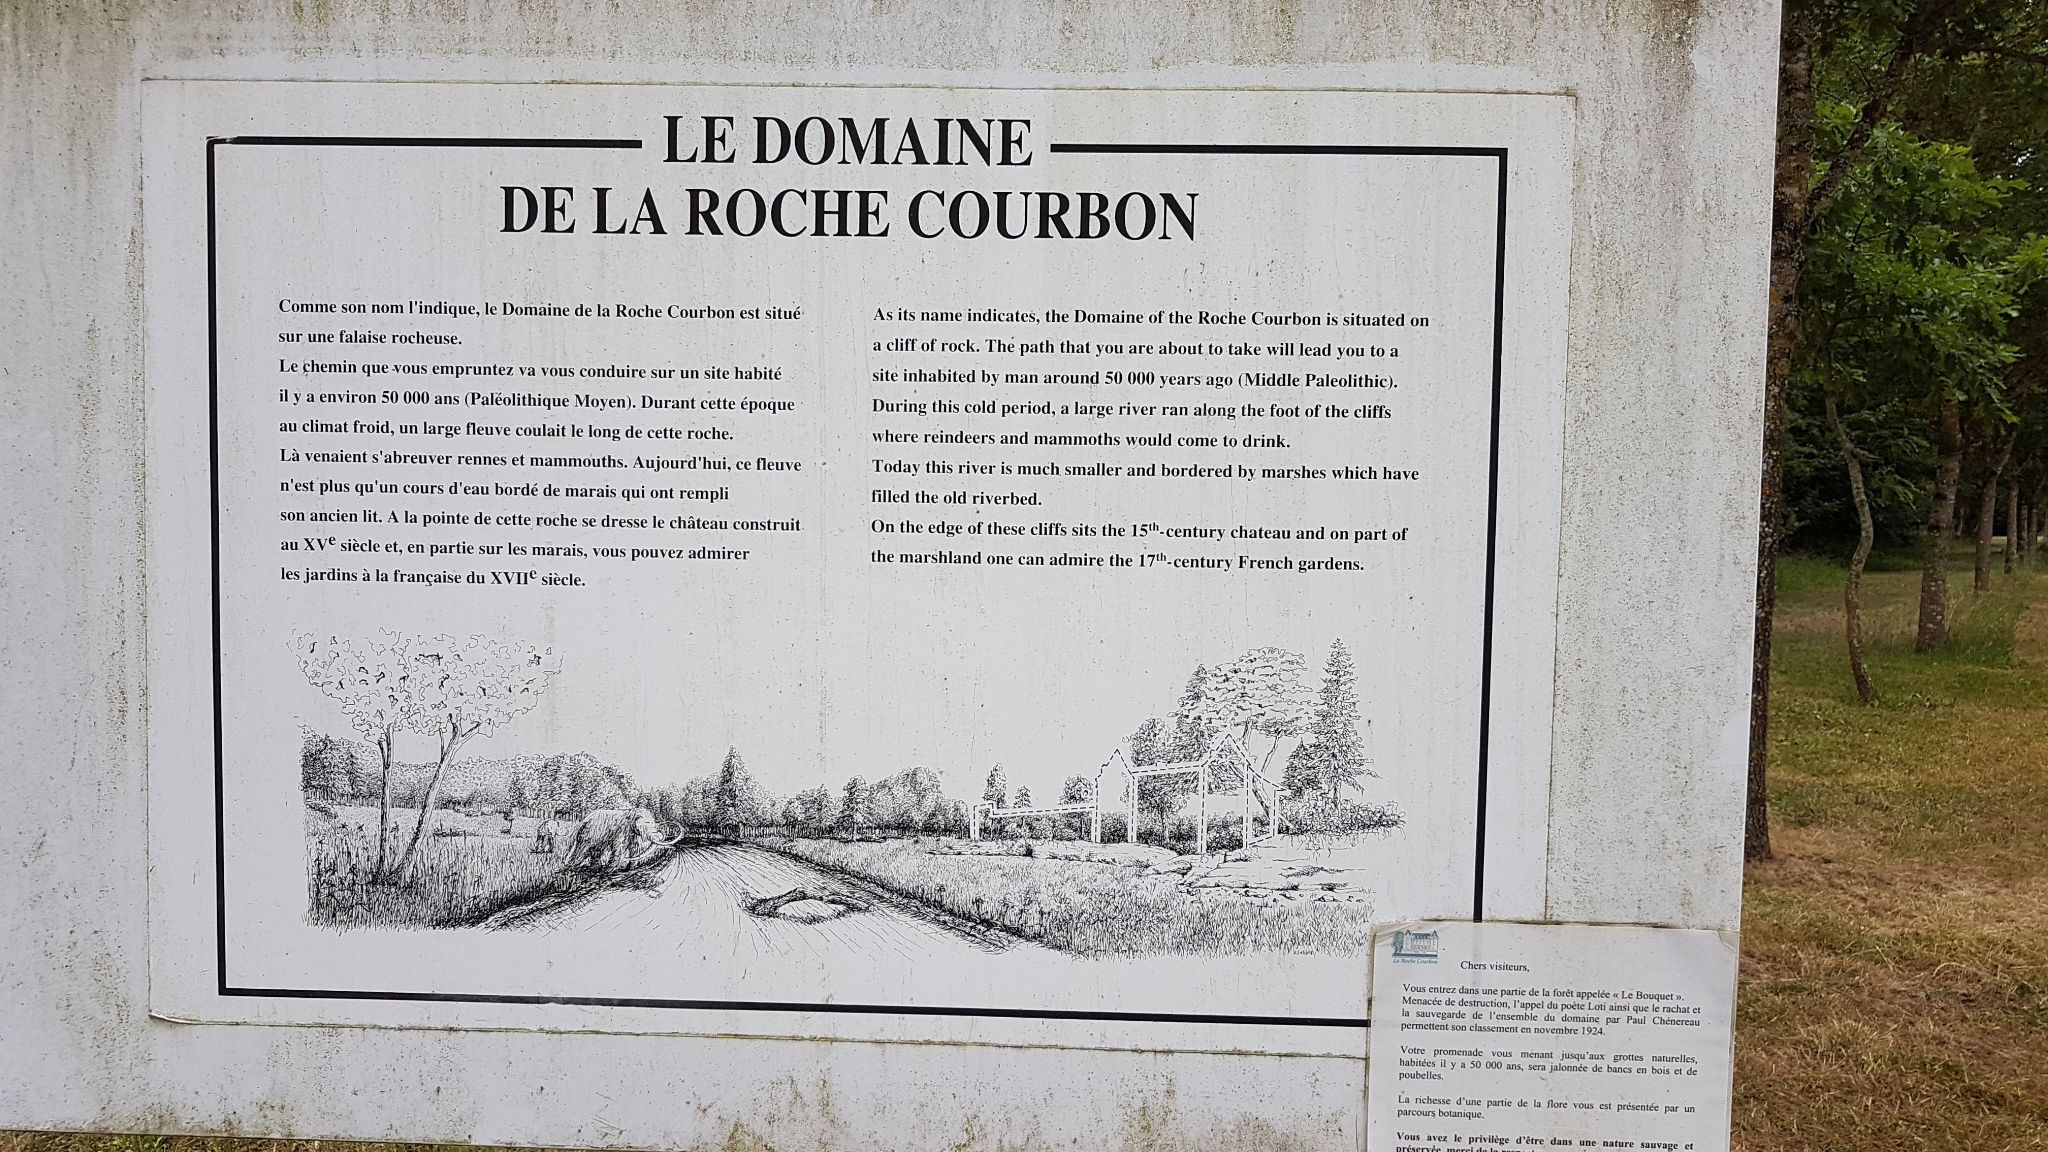 LE DOMAINE
DE LA ROCHE COURBON
Comme son nom l'indique, le Domaine de la Roche Courbon est situé
sur une falaise rocheuse.
Le chemin que vous empruntez va vous conduire sur un site habité
il y a environ 50 000 ans (Paléolithique Moyen). Durant cette époque
au climat froid, un large fleuve coulait le long de cette roche.
Là venaient s'abreuver rennes et mammouths. Aujourd'hui, ce fleuve
n'est plus qu'un cours d'eau bordé de marais qui ont rempli
son ancien lit. A la pointe de cette roche se dresse le château construit
au XVe siècle et, en partie sur les marais, vous pouvez admirer
les jardins à la française du XVIIe siècle.
As its name indicates, the Domaine of the Roche Courbon is situated on
a cliff of rock. The path that you are about to take will lead you to a
site inhabited by man around 50 000 years ago (Middle Paleolithic).
During this cold period, a large river ran along the foot of the cliffs
where reindeers and mammoths would come to drink.
Today this river is much smaller and bordered by marshes which have
filled the old riverbed.
On the edge of these cliffs sits the 15th-century chateau and on part of
the marshland one can admire the 17th-century French gardens.
La Roche Courbon
Chers visiteurs,
Vous entrez dans une partie de la forêt appelée « Le Bouquet ».
Menacée de destruction, l'appel du poète Loti ainsi que le rachat et
la sauvegarde de l'ensemble du domaine par Paul Chénereau
permettent son classement en novembre 1924.
Votre promenade vous menant jusqu'aux grottes naturelles,
habitées il y a 50 000 ans, sera jalonnée de bancs en bois et de
poubelles.
La richesse d'une partie de la flore vous est présentée par un
parcours botanique.
Vous avez le privilège d'être dans une nature sauvage et
préservée, merci de la